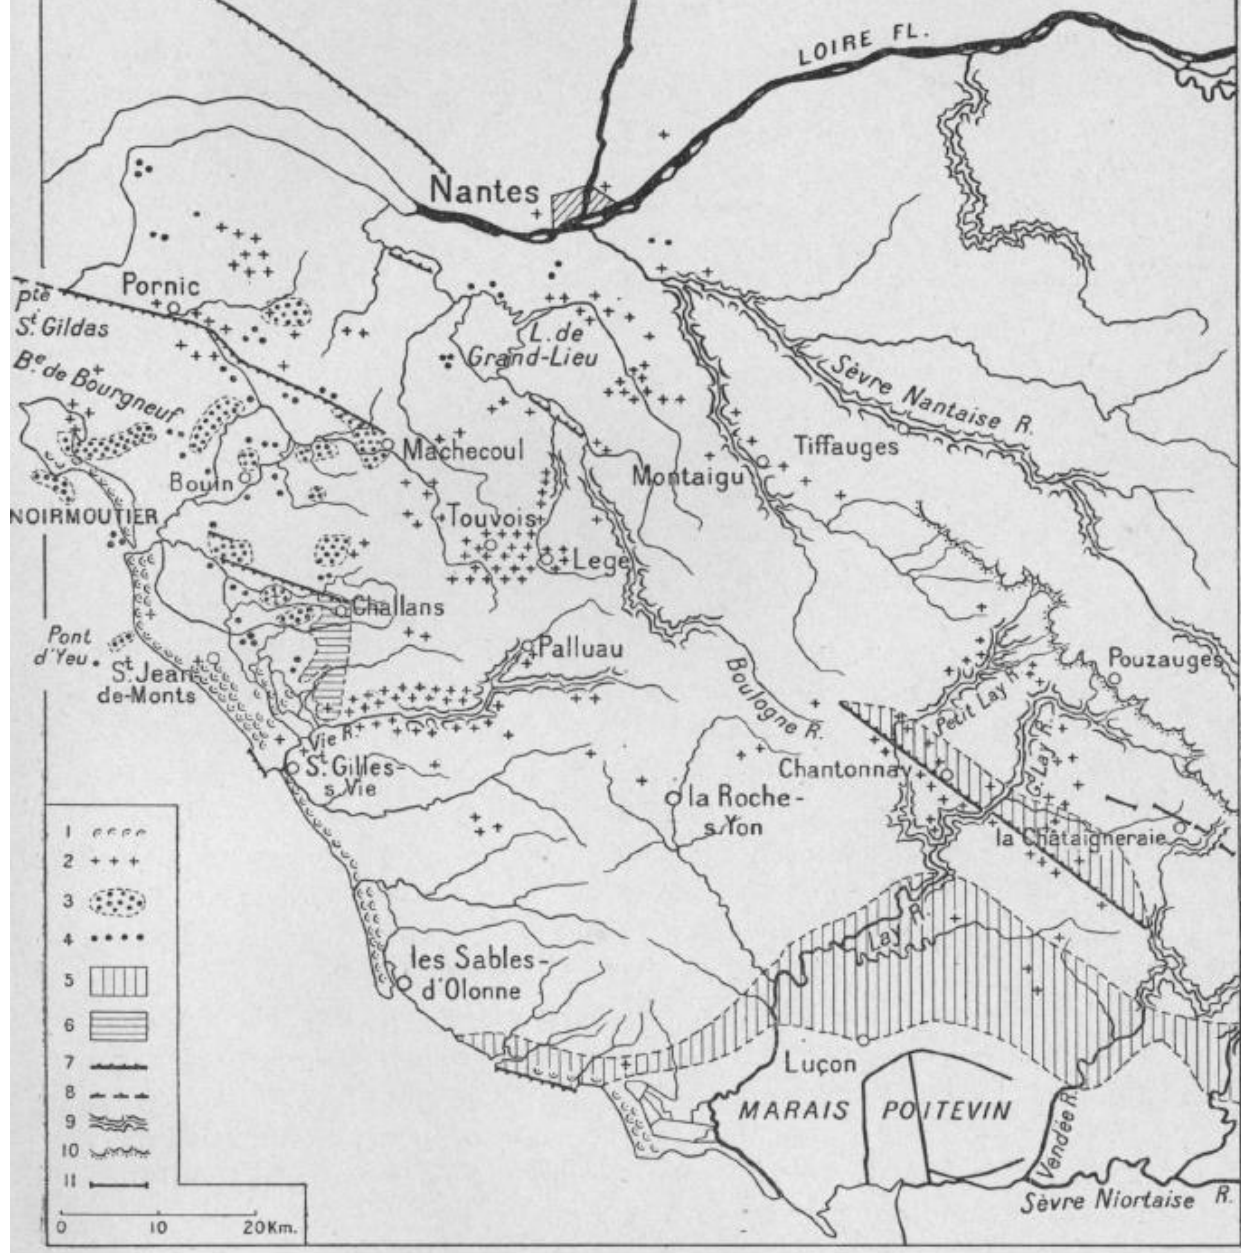 LOIRE FL.
Nantes
Pornic
Pte
St Gildas
L. de
Grand-Lieu
Be de Bourgneuf
Sèvre Nantaise R.
Machecoul
Tiffauges
Bouin
Montaigu
NOIRMOUTIER
Touvois
Legé
Challans
Pont
d'Yeu
Palluau
St Jean
de-Monts
Pouzauges
Boulogne R.
Petit Lay R.
Gd Lay R.
Vie R.
St Gilles-
s. Vie
Chantonnay
la Roche-
s. Yon
la Châtaigneraie
1
2
3
4
5
6
7
8
9
10
11
Lay R.
les Sables-
d'Olonne
Luçon
MARAIS POITEVIN
Vendée R.
Sèvre Niortaise R.
0 10 20 Km.